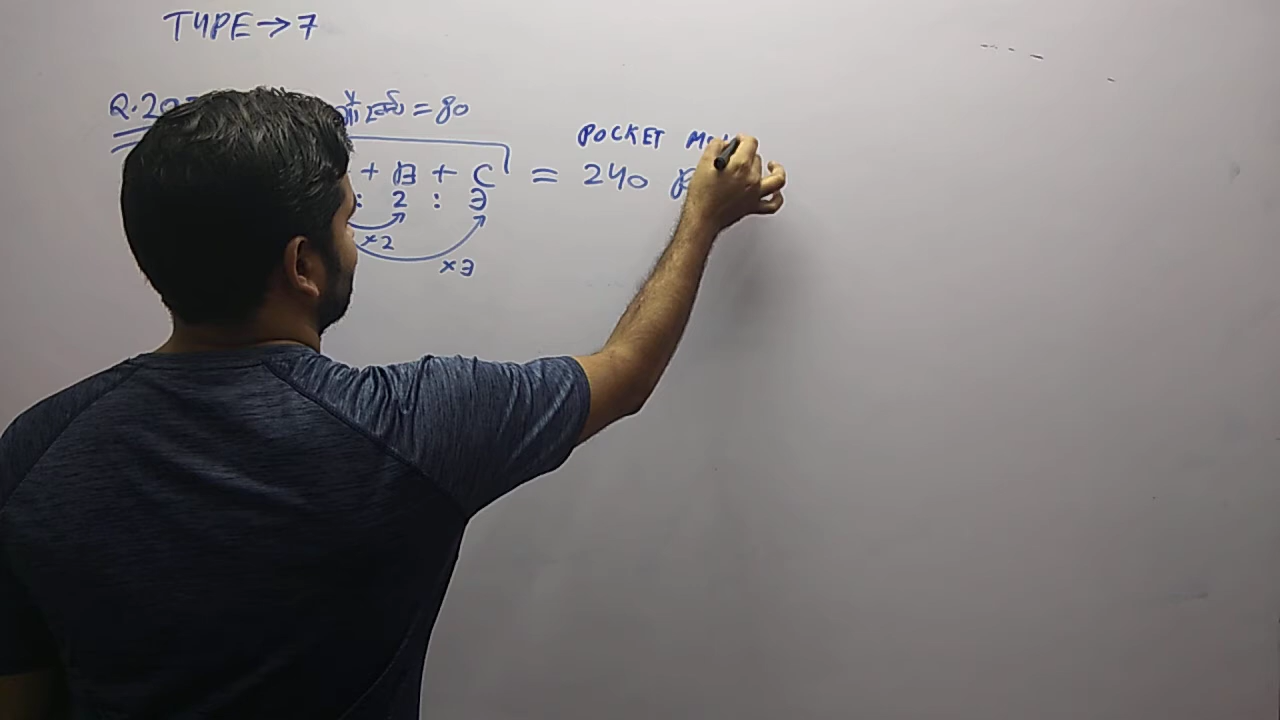 TYPE→7
Q.20 = 80
POCKET
+ B + C = 240
: 2 : 3
×2
×3